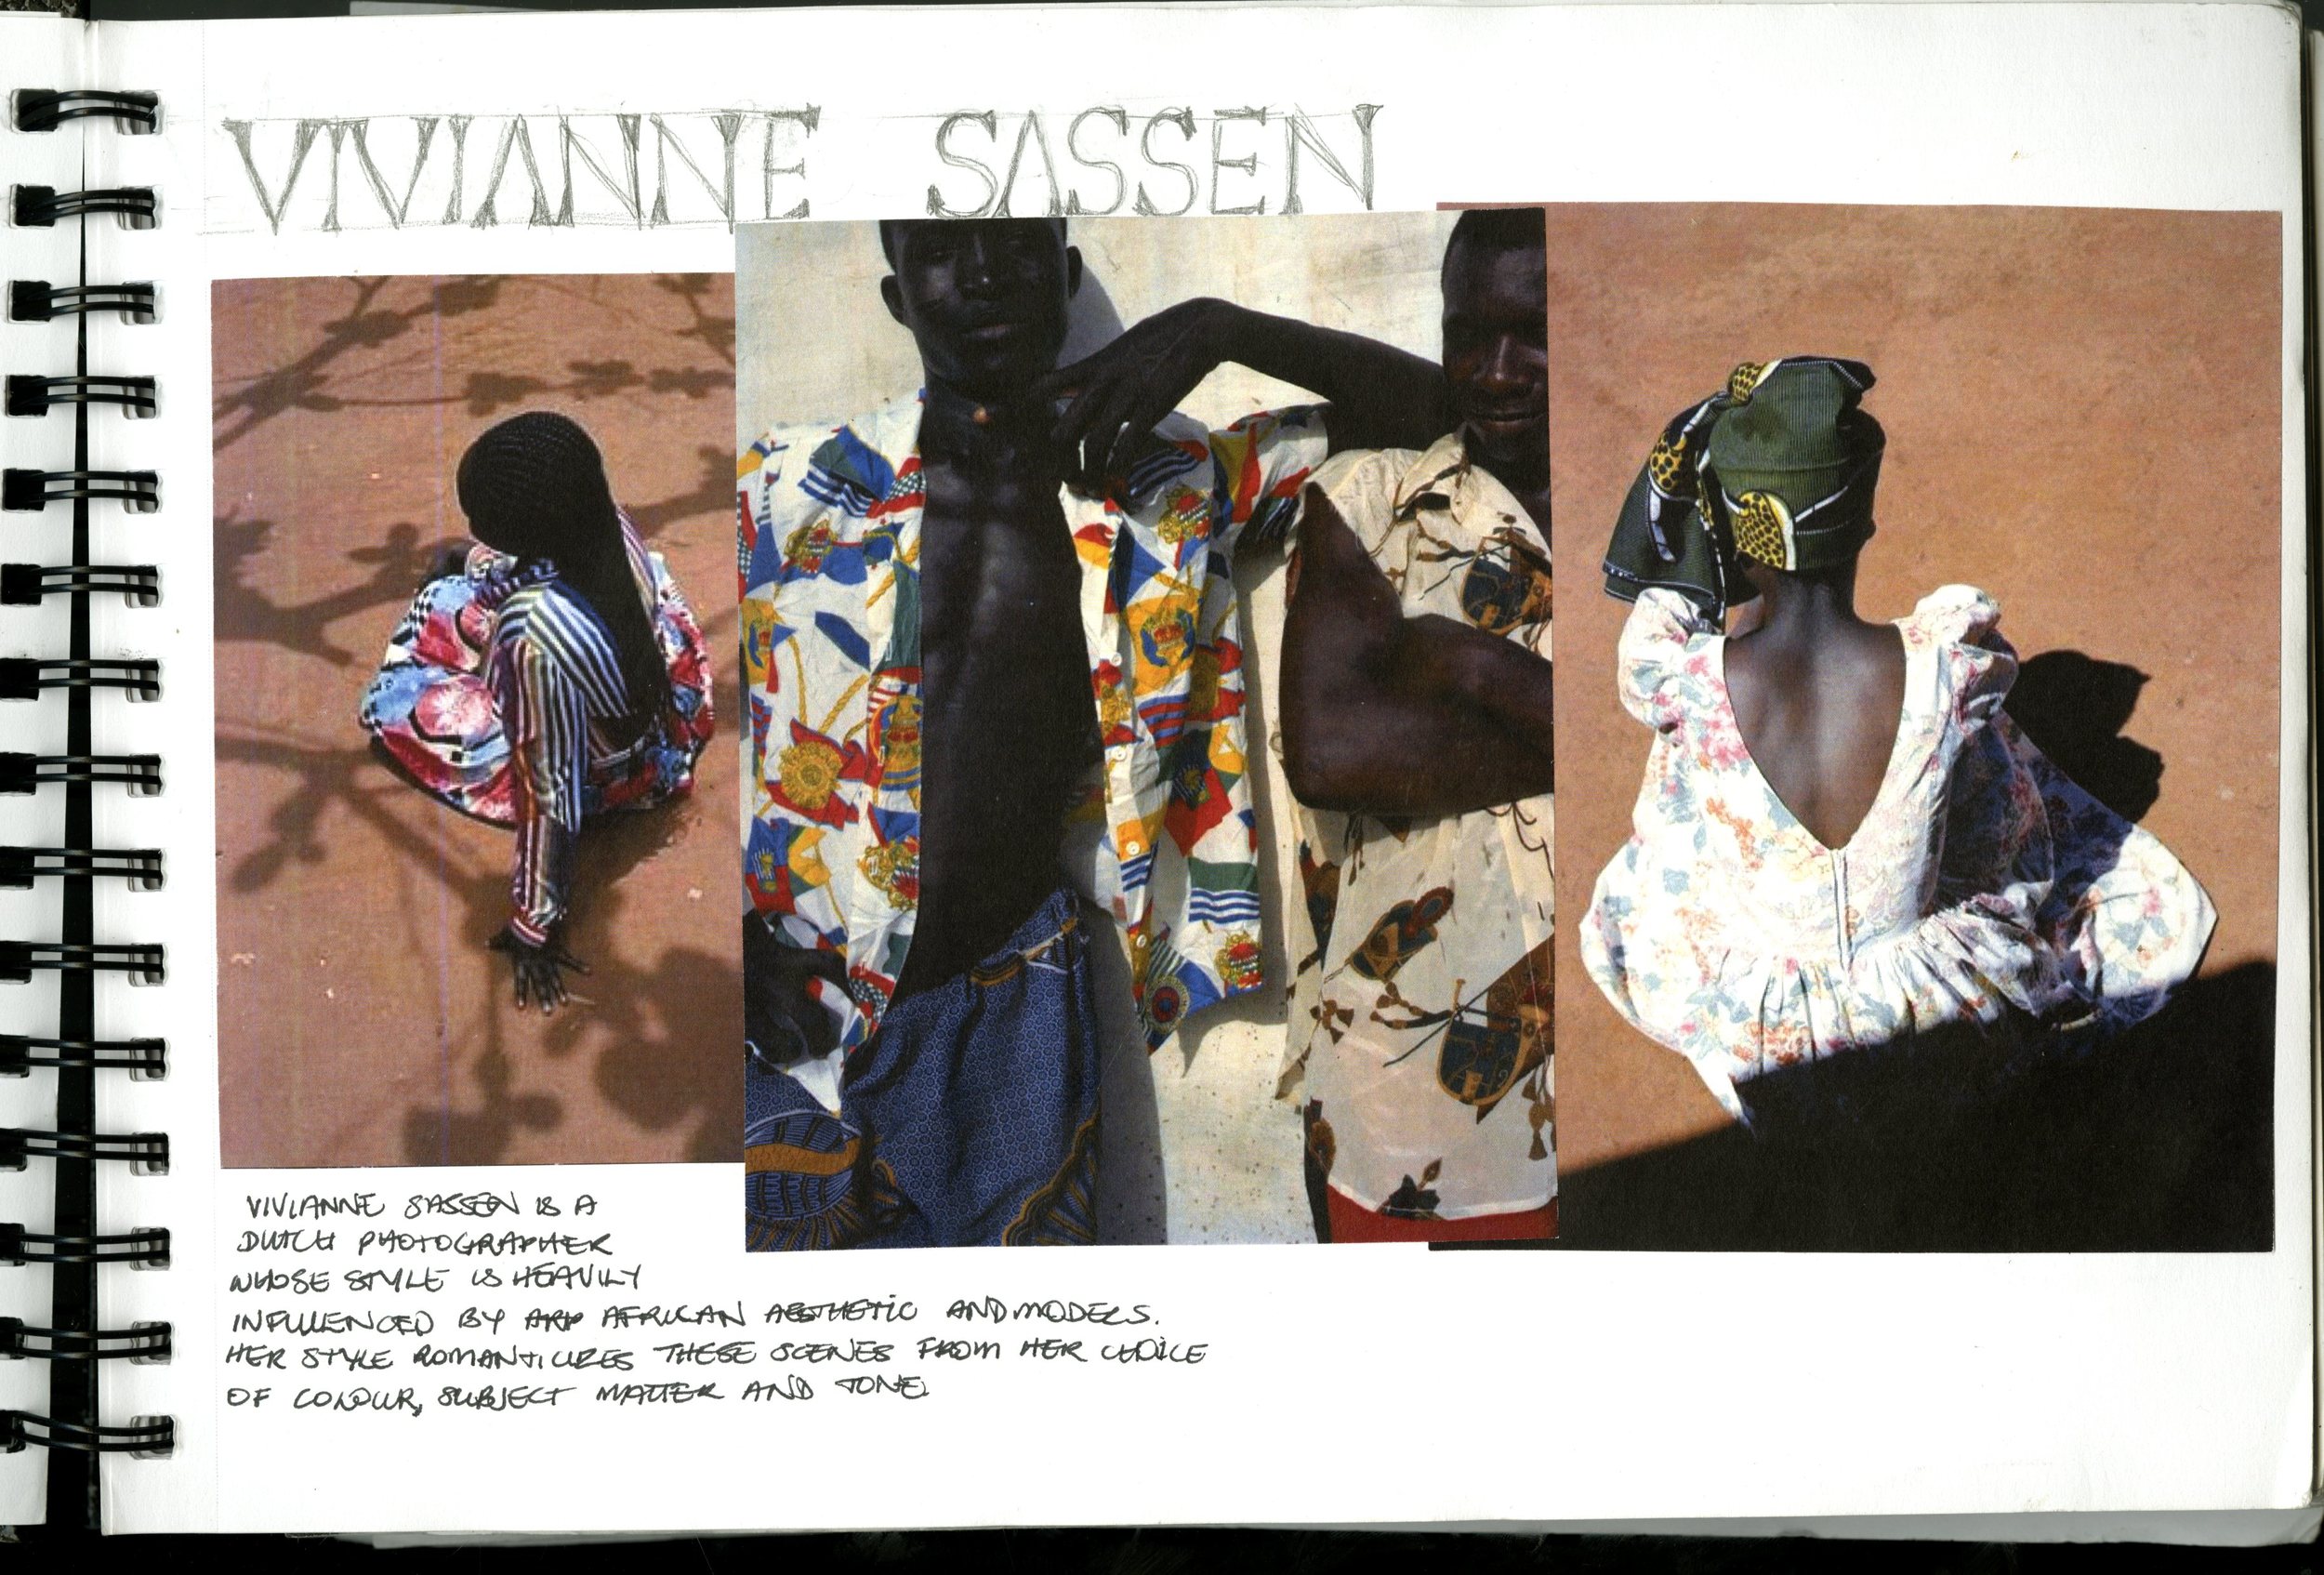 VIVIANNE SASSEN
VIVIANNE SASSEN IS A
DUTCH PHOTOGRAPHER
WHOSE STYLE IS HEAVILY
INFLUENCED BY AFRICAN AESTHETIC AND MODELS.
HER STYLE ROMANTICIZES THESE SCENES FROM HER CHOICE
OF COLOUR, SUBJECT MATTER AND TONE.